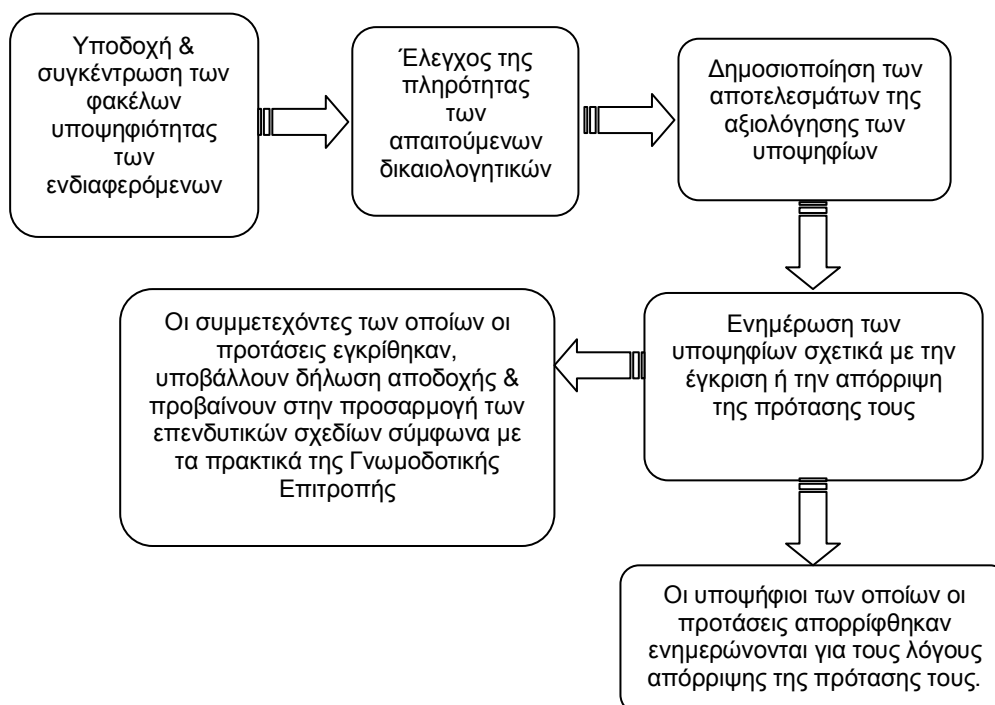 Υποδοχή &
συγκέντρωση των
φακέλων
υποψηφιότητας
των
ενδιαφερόμενων
Έλεγχος της
πληρότητας
των
απαιτούμενων
δικαιολογητικών
Δημοσιοποίηση των
αποτελεσμάτων της
αξιολόγησης των
υποψηφίων
Ενημέρωση των
υποψηφίων σχετικά με την
έγκριση ή την απόρριψη
της πρότασης τους
Οι συμμετεχόντες των οποίων οι
προτάσεις εγκρίθηκαν,
υποβάλλουν δήλωση αποδοχής &
προβαίνουν στην προσαρμογή των
επενδυτικών σχεδίων σύμφωνα με
τα πρακτικά της Γνωμοδοτικής
Επιτροπής
Οι υποψήφιοι των οποίων οι
προτάσεις απορρίφθηκαν
ενημερώνονται για τους λόγους
απόρριψης της πρότασης τους.